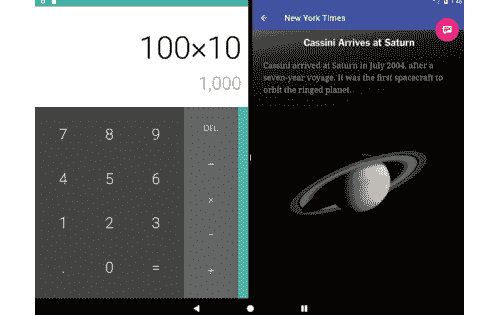 100×10
1,000
7 8 9 DEL
4 5 6 ÷
1 2 3 ×
. 0 = -
+
New York Times
Cassini Arrives at Saturn
Cassini arrived at Saturn in July 2004, after a
seven-year voyage. It was the first spacecraft to
orbit the ringed planet.